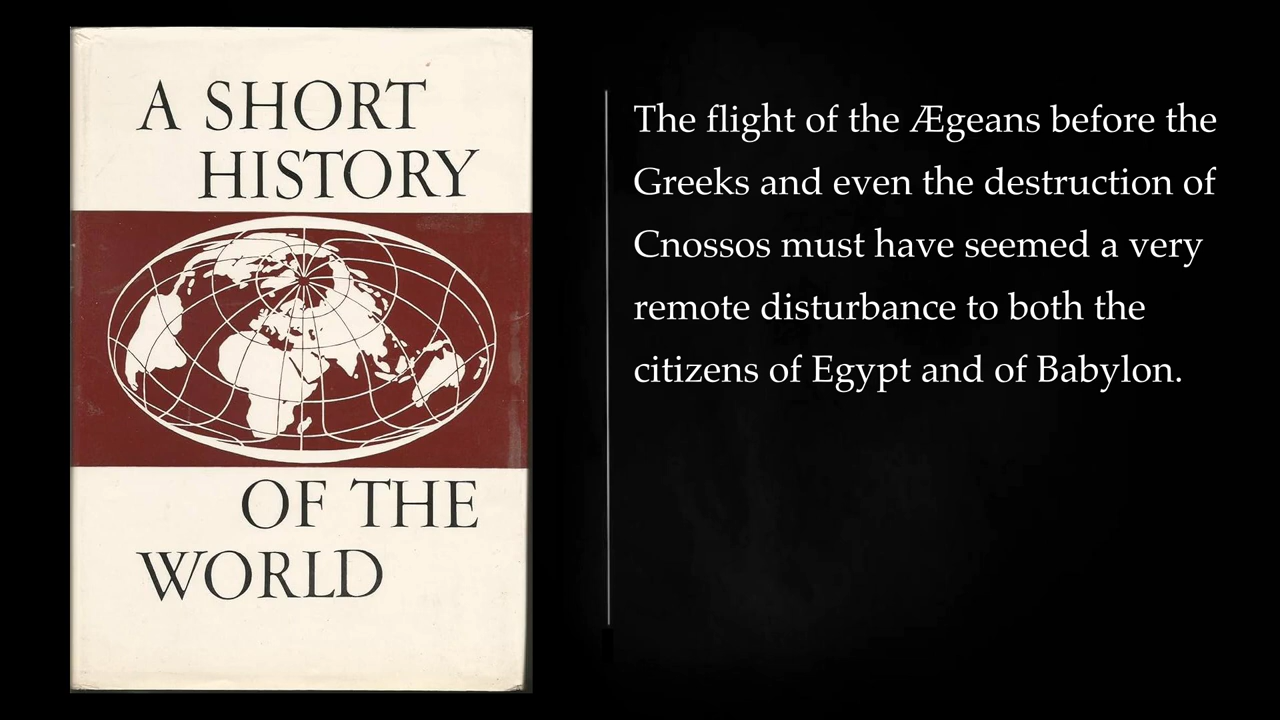 A SHORT
HISTORY
OF THE
WORLD
The flight of the Ægeans before the
Greeks and even the destruction of
Cnossos must have seemed a very
remote disturbance to both the
citizens of Egypt and of Babylon.